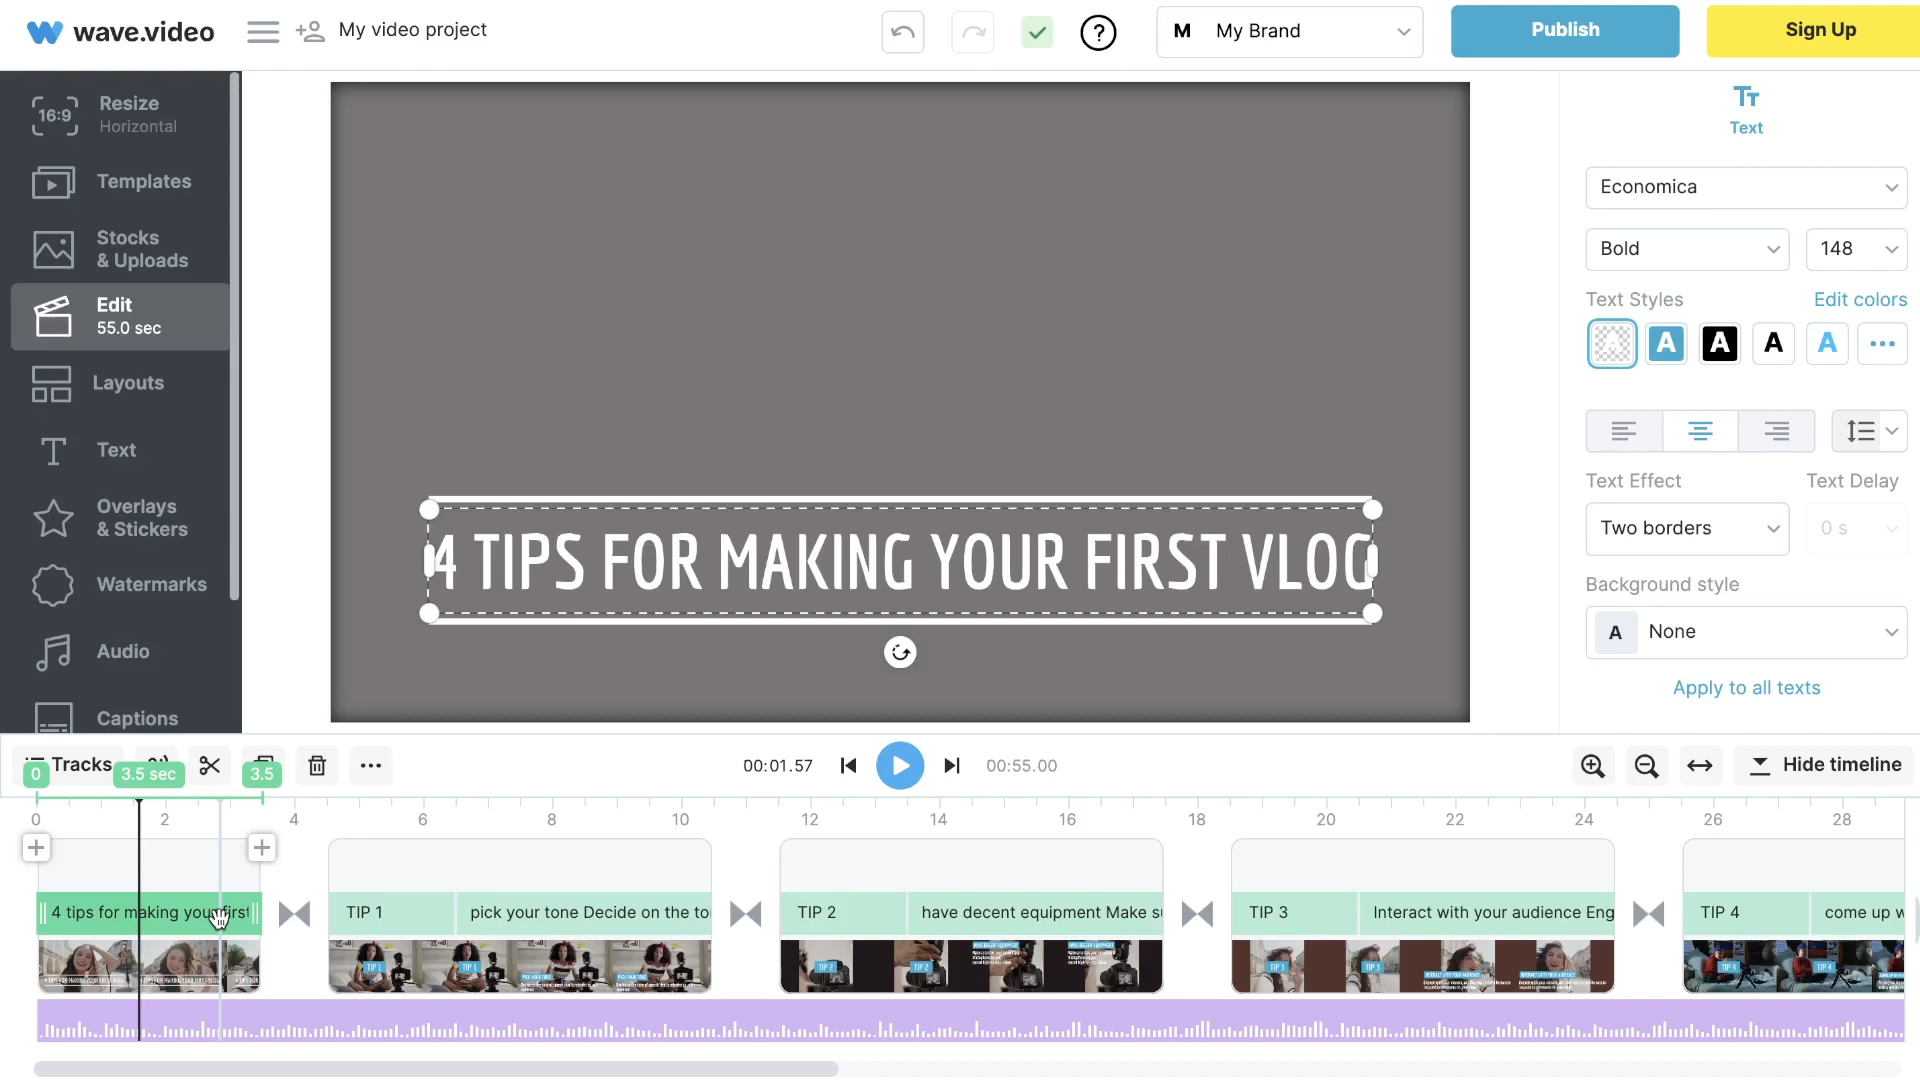 wave.video
My video project
M My Brand
Publish
Sign Up
16:9
Resize
Horizontal
Templates
Stocks
& Uploads
Edit
55.0 sec
Layouts
Text
Overlays
& Stickers
Watermarks
Audio
Captions
4 TIPS FOR MAKING YOUR FIRST VLOG
Text
Economica
Bold
148
Text Styles
Edit colors
Text Effect
Text Delay
Two borders
0 s
Background style
A None
Apply to all texts
Tracks
0
3.5 sec
3.5
00:01.57
00:55.00
Hide timeline
0 2 4 6 8 10 12 14 16 18 20 22 24 26 28
4 tips for making your first
TIP 1
pick your tone Decide on the to
TIP 2
have decent equipment Make s
TIP 3
Interact with your audience Eng
TIP 4
come up w